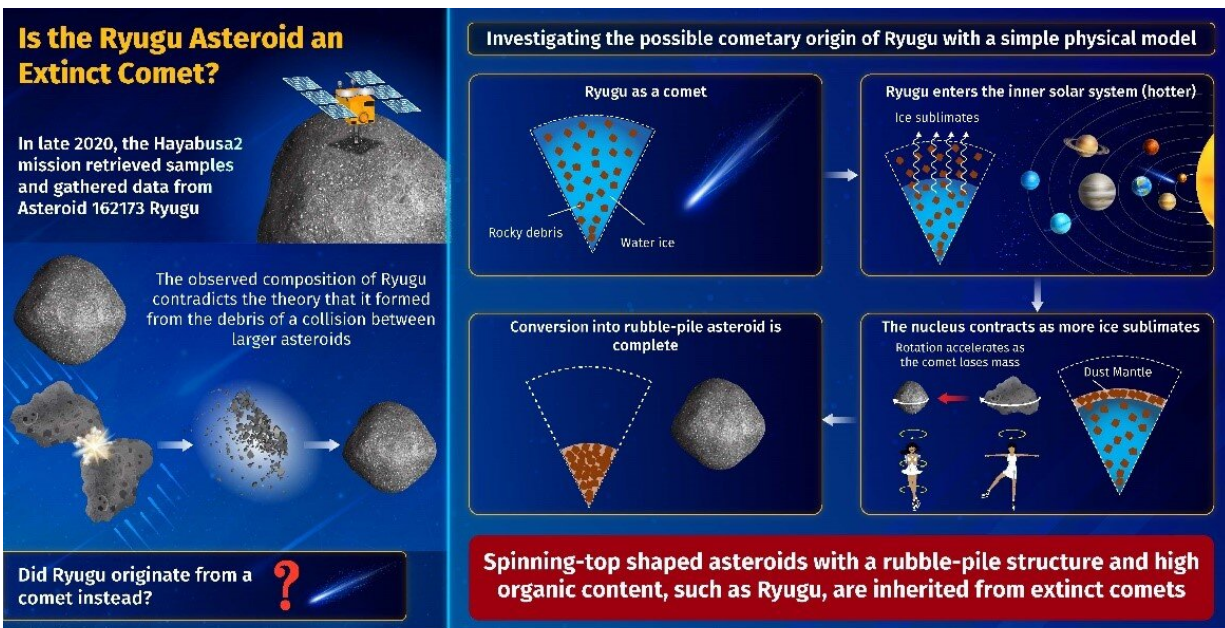 Is the Ryugu Asteroid an
Extinct Comet?
In late 2020, the Hayabusa2
mission retrieved samples
and gathered data from
Asteroid 162173 Ryugu
The observed composition of Ryugu
contradicts the theory that it formed
from the debris of a collision between
larger asteroids
Did Ryugu originate from a
comet instead?
?
Investigating the possible cometary origin of Ryugu with a simple physical model
Ryugu as a comet
Rocky debris
Water ice
Ryugu enters the inner solar system (hotter)
Ice sublimates
The nucleus contracts as more ice sublimates
Rotation accelerates as
the comet loses mass
Dust Mantle
Conversion into rubble-pile asteroid is
complete
Spinning-top shaped asteroids with a rubble-pile structure and high
organic content, such as Ryugu, are inherited from extinct comets